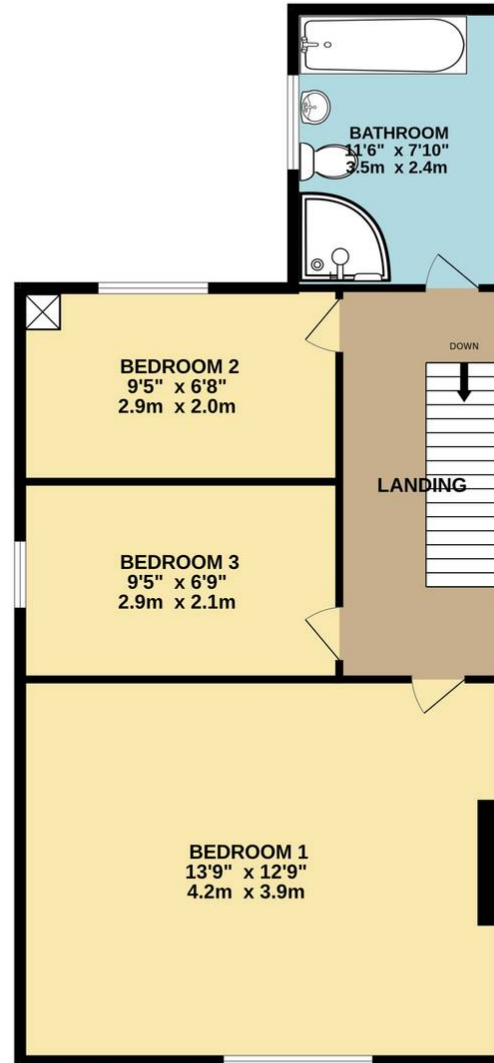 BATHROOM
11'6" x 7'10"
3.5m x 2.4m
BEDROOM 2
9'5" x 6'8"
2.9m x 2.0m
DOWN
LANDING
BEDROOM 3
9'5" x 6'9"
2.9m x 2.1m
BEDROOM 1
13'9" x 12'9"
4.2m x 3.9m